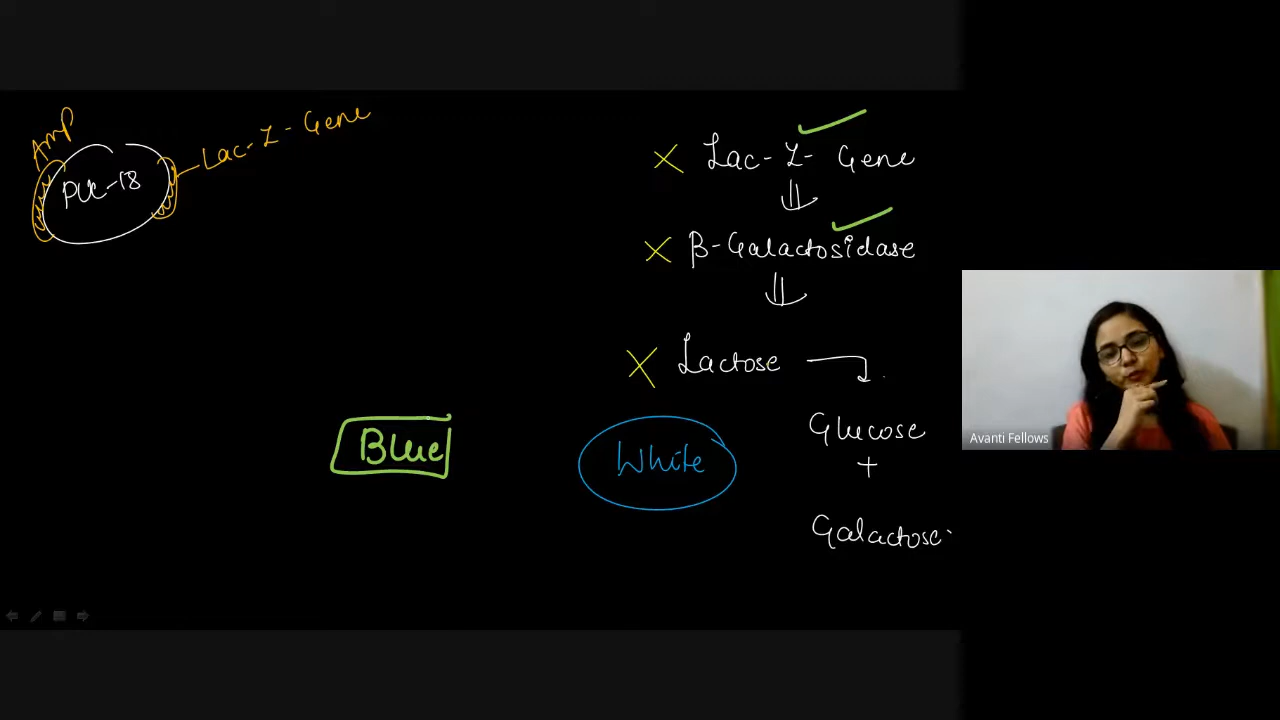 Amp
PUC-18
Lac-Z-Gene
Lac-Z-Gene
β-Galactosidase
Lactose
Glucose
+
Galactose
Blue
White
Avanti Fellows